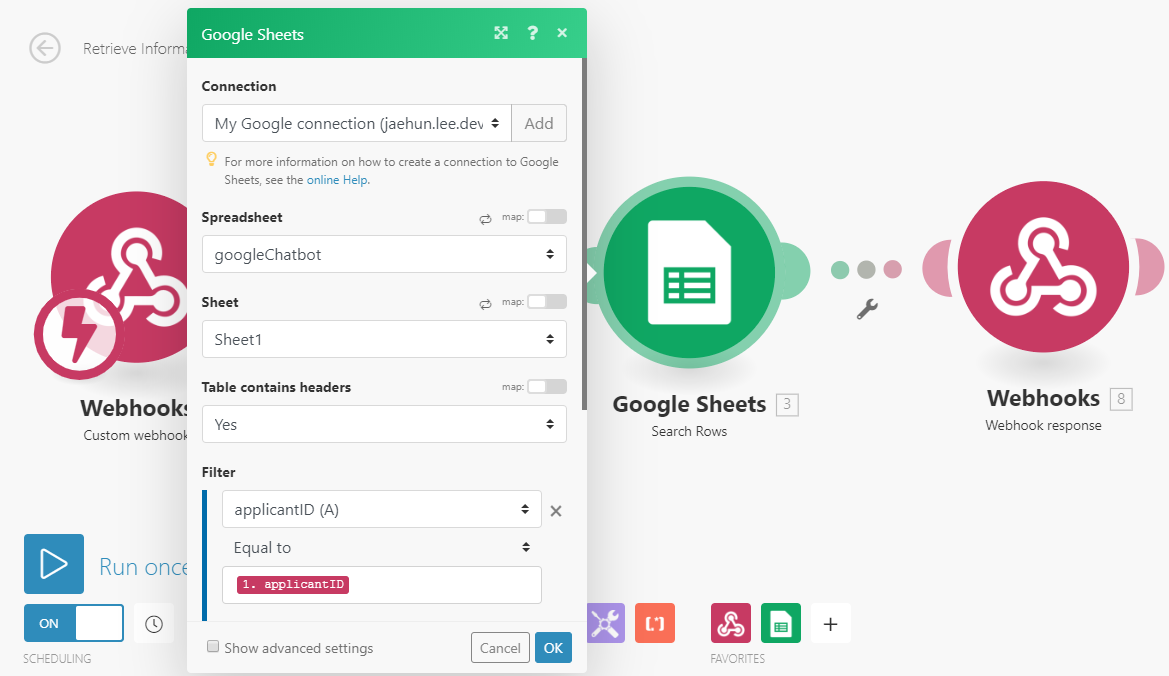 Retrieve Informa
Google Sheets
?
Connection
My Google connection (jaehun.lee.dev
Add
For more information on how to create a connection to Google
Sheets, see the online Help.
Spreadsheet
map:
googleChatbot
Sheet
map:
Sheet1
Table contains headers
map:
Yes
Filter
applicantID (A)
Equal to
1. applicantID
Show advanced settings
Cancel
OK
Webhooks
Custom webhook
Google Sheets
3
Search Rows
Webhooks
8
Webhook response
Run once
ON
SCHEDULING
[.*]
FAVORITES